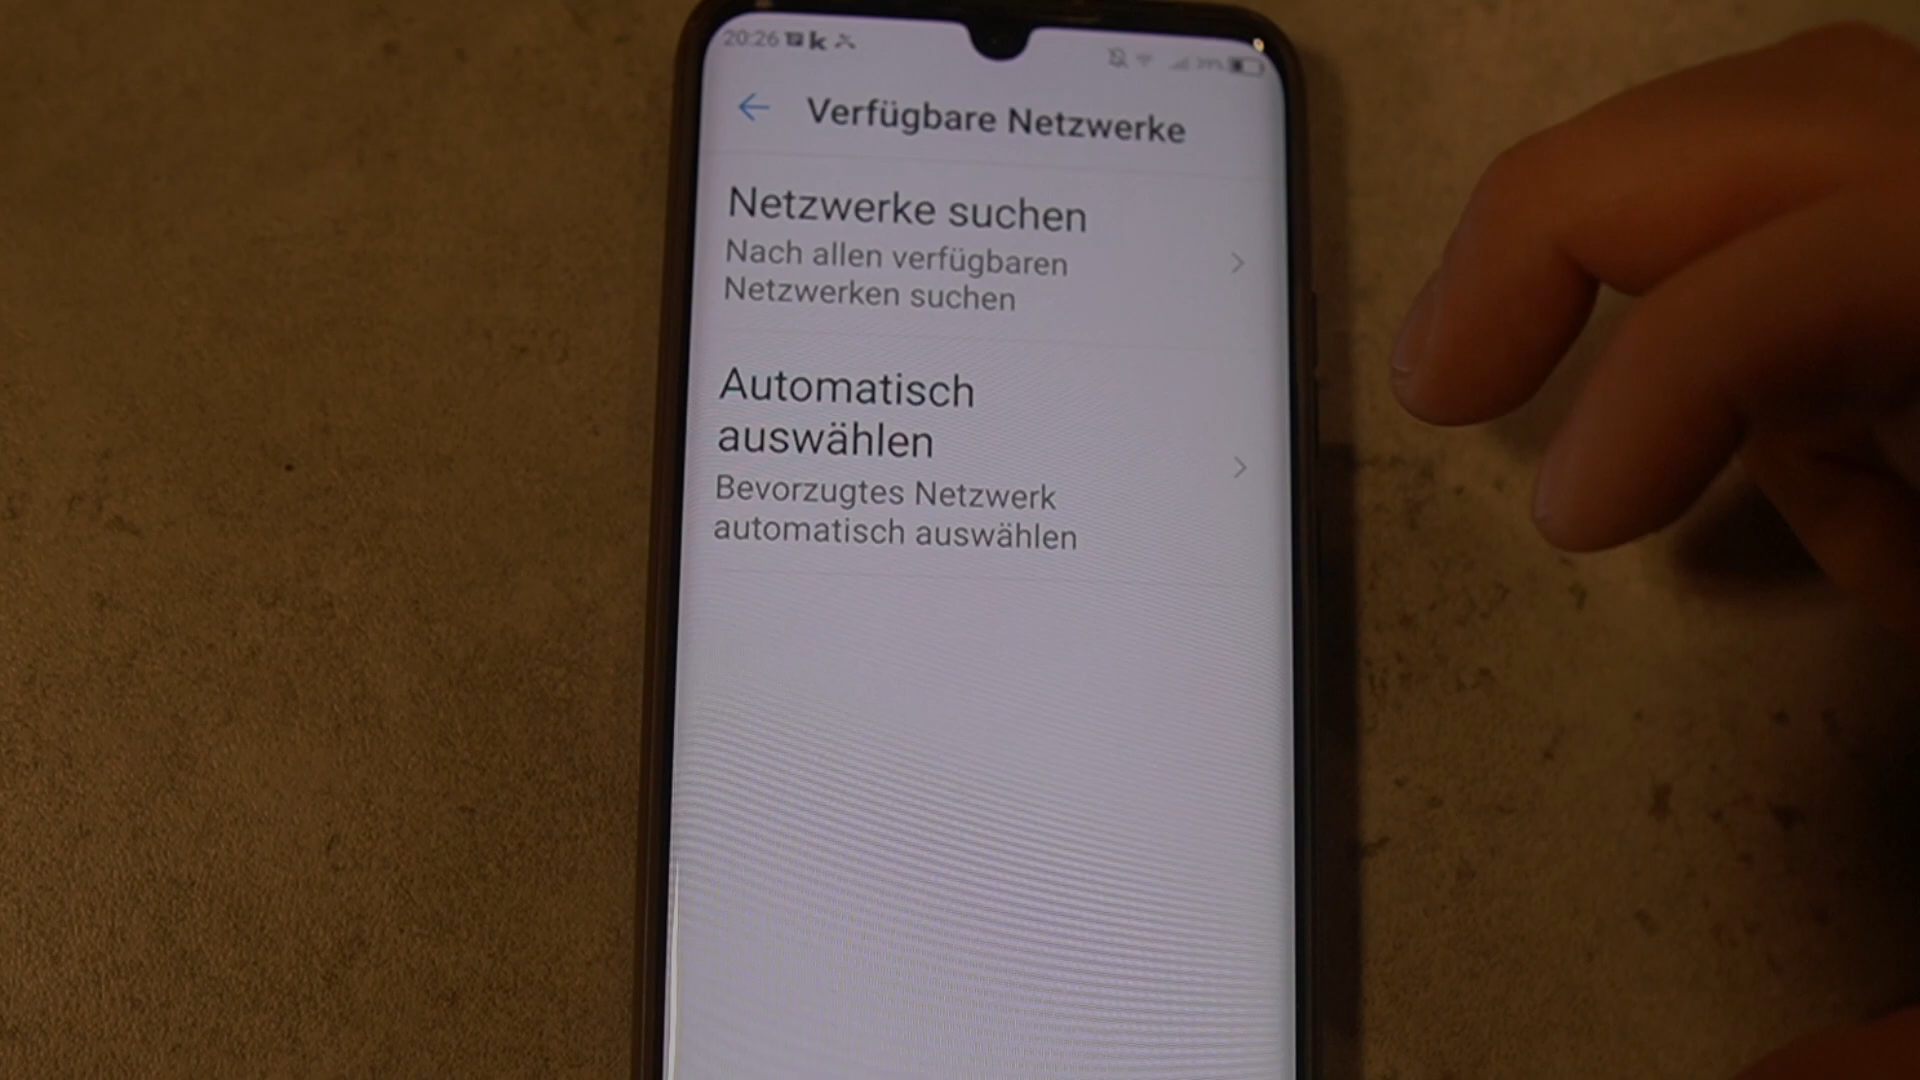 20:26
Verfügbare Netzwerke
Netzwerke suchen
Nach allen verfügbaren
Netzwerken suchen
Automatisch
auswählen
Bevorzugtes Netzwerk
automatisch auswählen